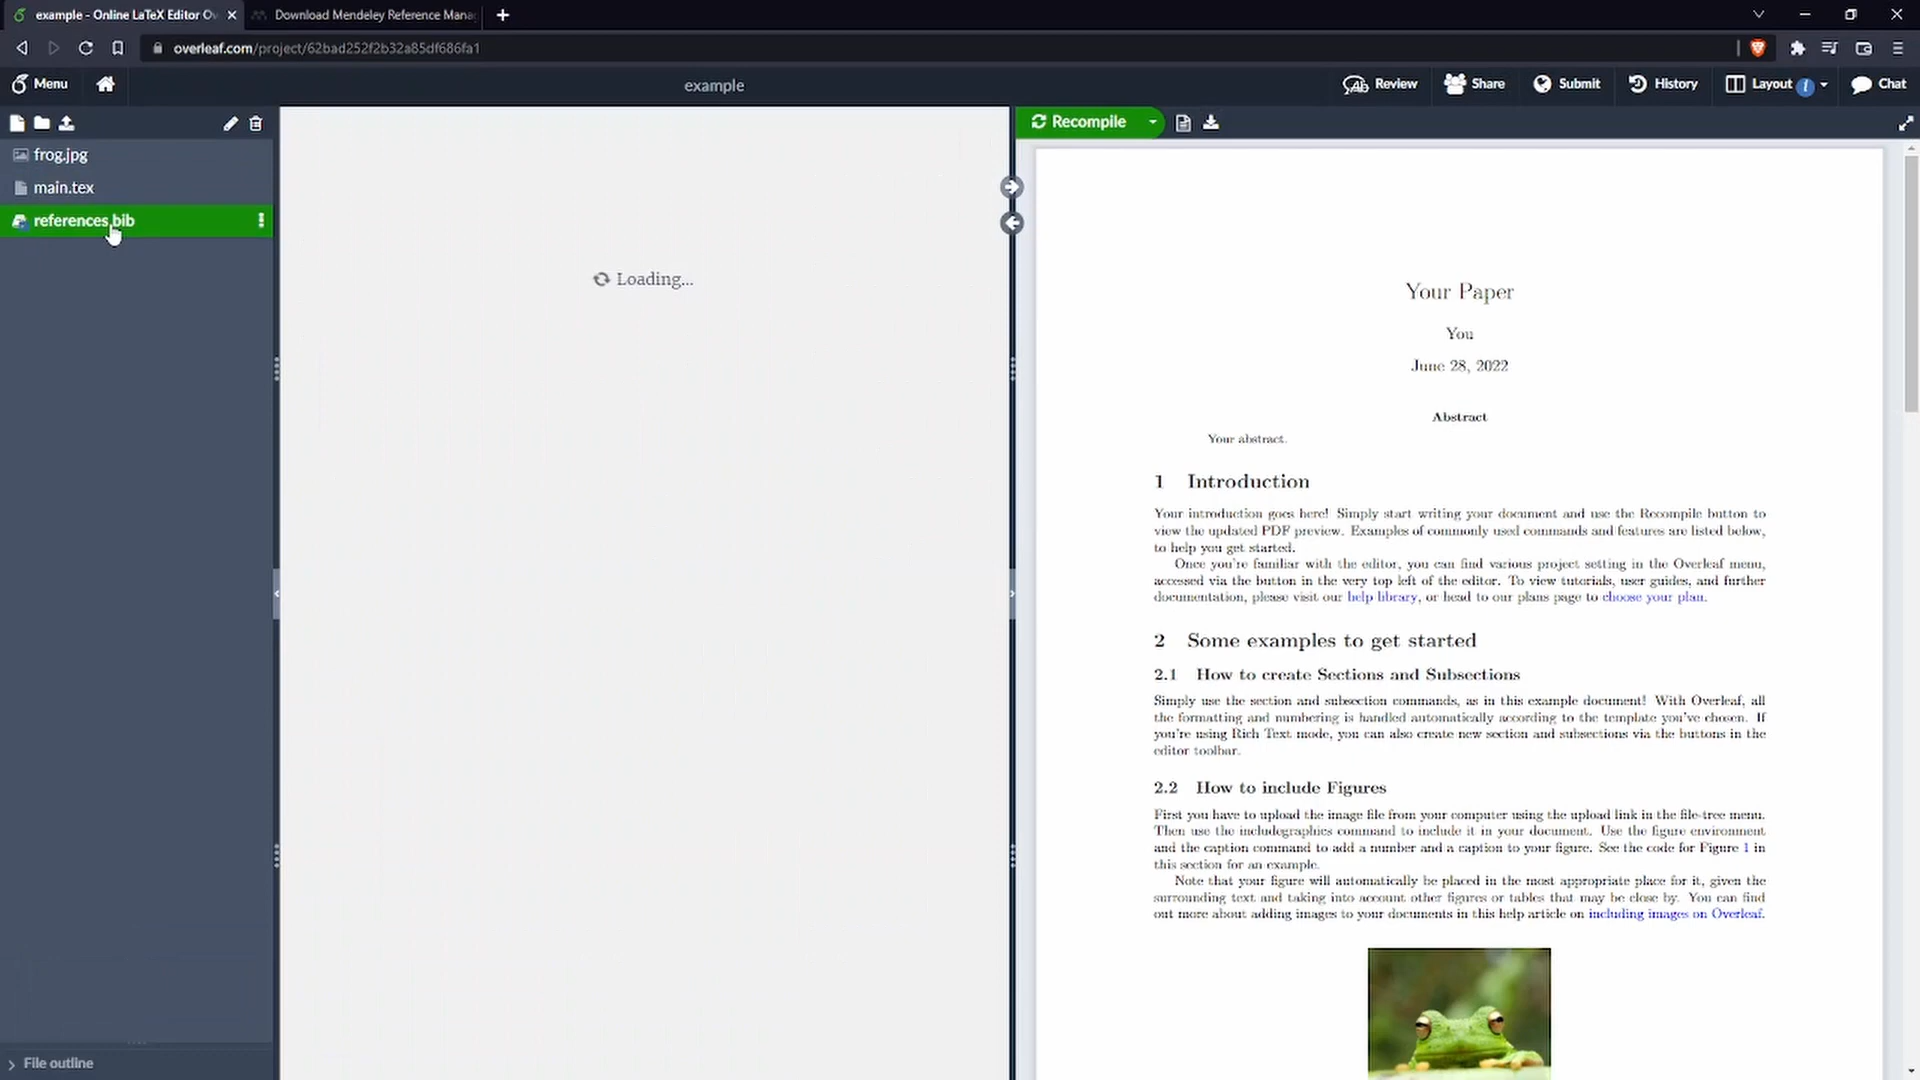 example - Online LaTeX Editor Ov
Download Mendeley Reference Mana
overleaf.com/project/62bad252f2b32a85df686fa1
Menu
example
Review
Share
Submit
History
Layout
i
Chat
Recompile
frog.jpg
main.tex
references.bib
Loading...
File outline
Your Paper
You
June 28, 2022
Abstract
Your abstract.
1 Introduction
Your introduction goes here! Simply start writing your document and use the Recompile button to
view the updated PDF preview. Examples of commonly used commands and features are listed below,
to help you get started.
Once you're familiar with the editor, you can find various project setting in the Overleaf menu,
accessed via the button in the very top left of the editor. To view tutorials, user guides, and further
documentation, please visit our help library, or head to our plans page to choose your plan.
2 Some examples to get started
2.1 How to create Sections and Subsections
Simply use the section and subsection commands, as in this example document! With Overleaf, all
the formatting and numbering is handled automatically according to the template you've chosen. If
you're using Rich Text mode, you can also create new section and subsections via the buttons in the
editor toolbar.
2.2 How to include Figures
First you have to upload the image file from your computer using the upload link in the file-tree menu.
Then use the includegraphics command to include it in your document. Use the figure environment
and the caption command to add a number and a caption to your figure. See the code for Figure 1 in
this section for an example.
Note that your figure will automatically be placed in the most appropriate place for it, given the
surrounding text and taking into account other figures or tables that may be close by. You can find
out more about adding images to your documents in this help article on including images on Overleaf.